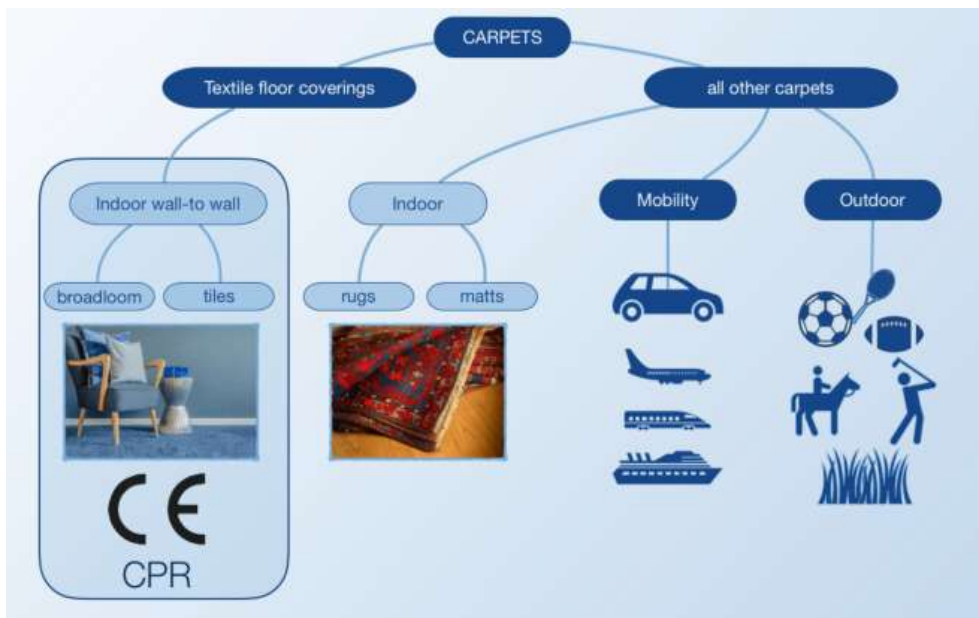 CARPETS
Textile floor coverings
all other carpets
Indoor wall-to wall
Indoor
Mobility
Outdoor
broadloom
tiles
rugs
matts
CE
CPR